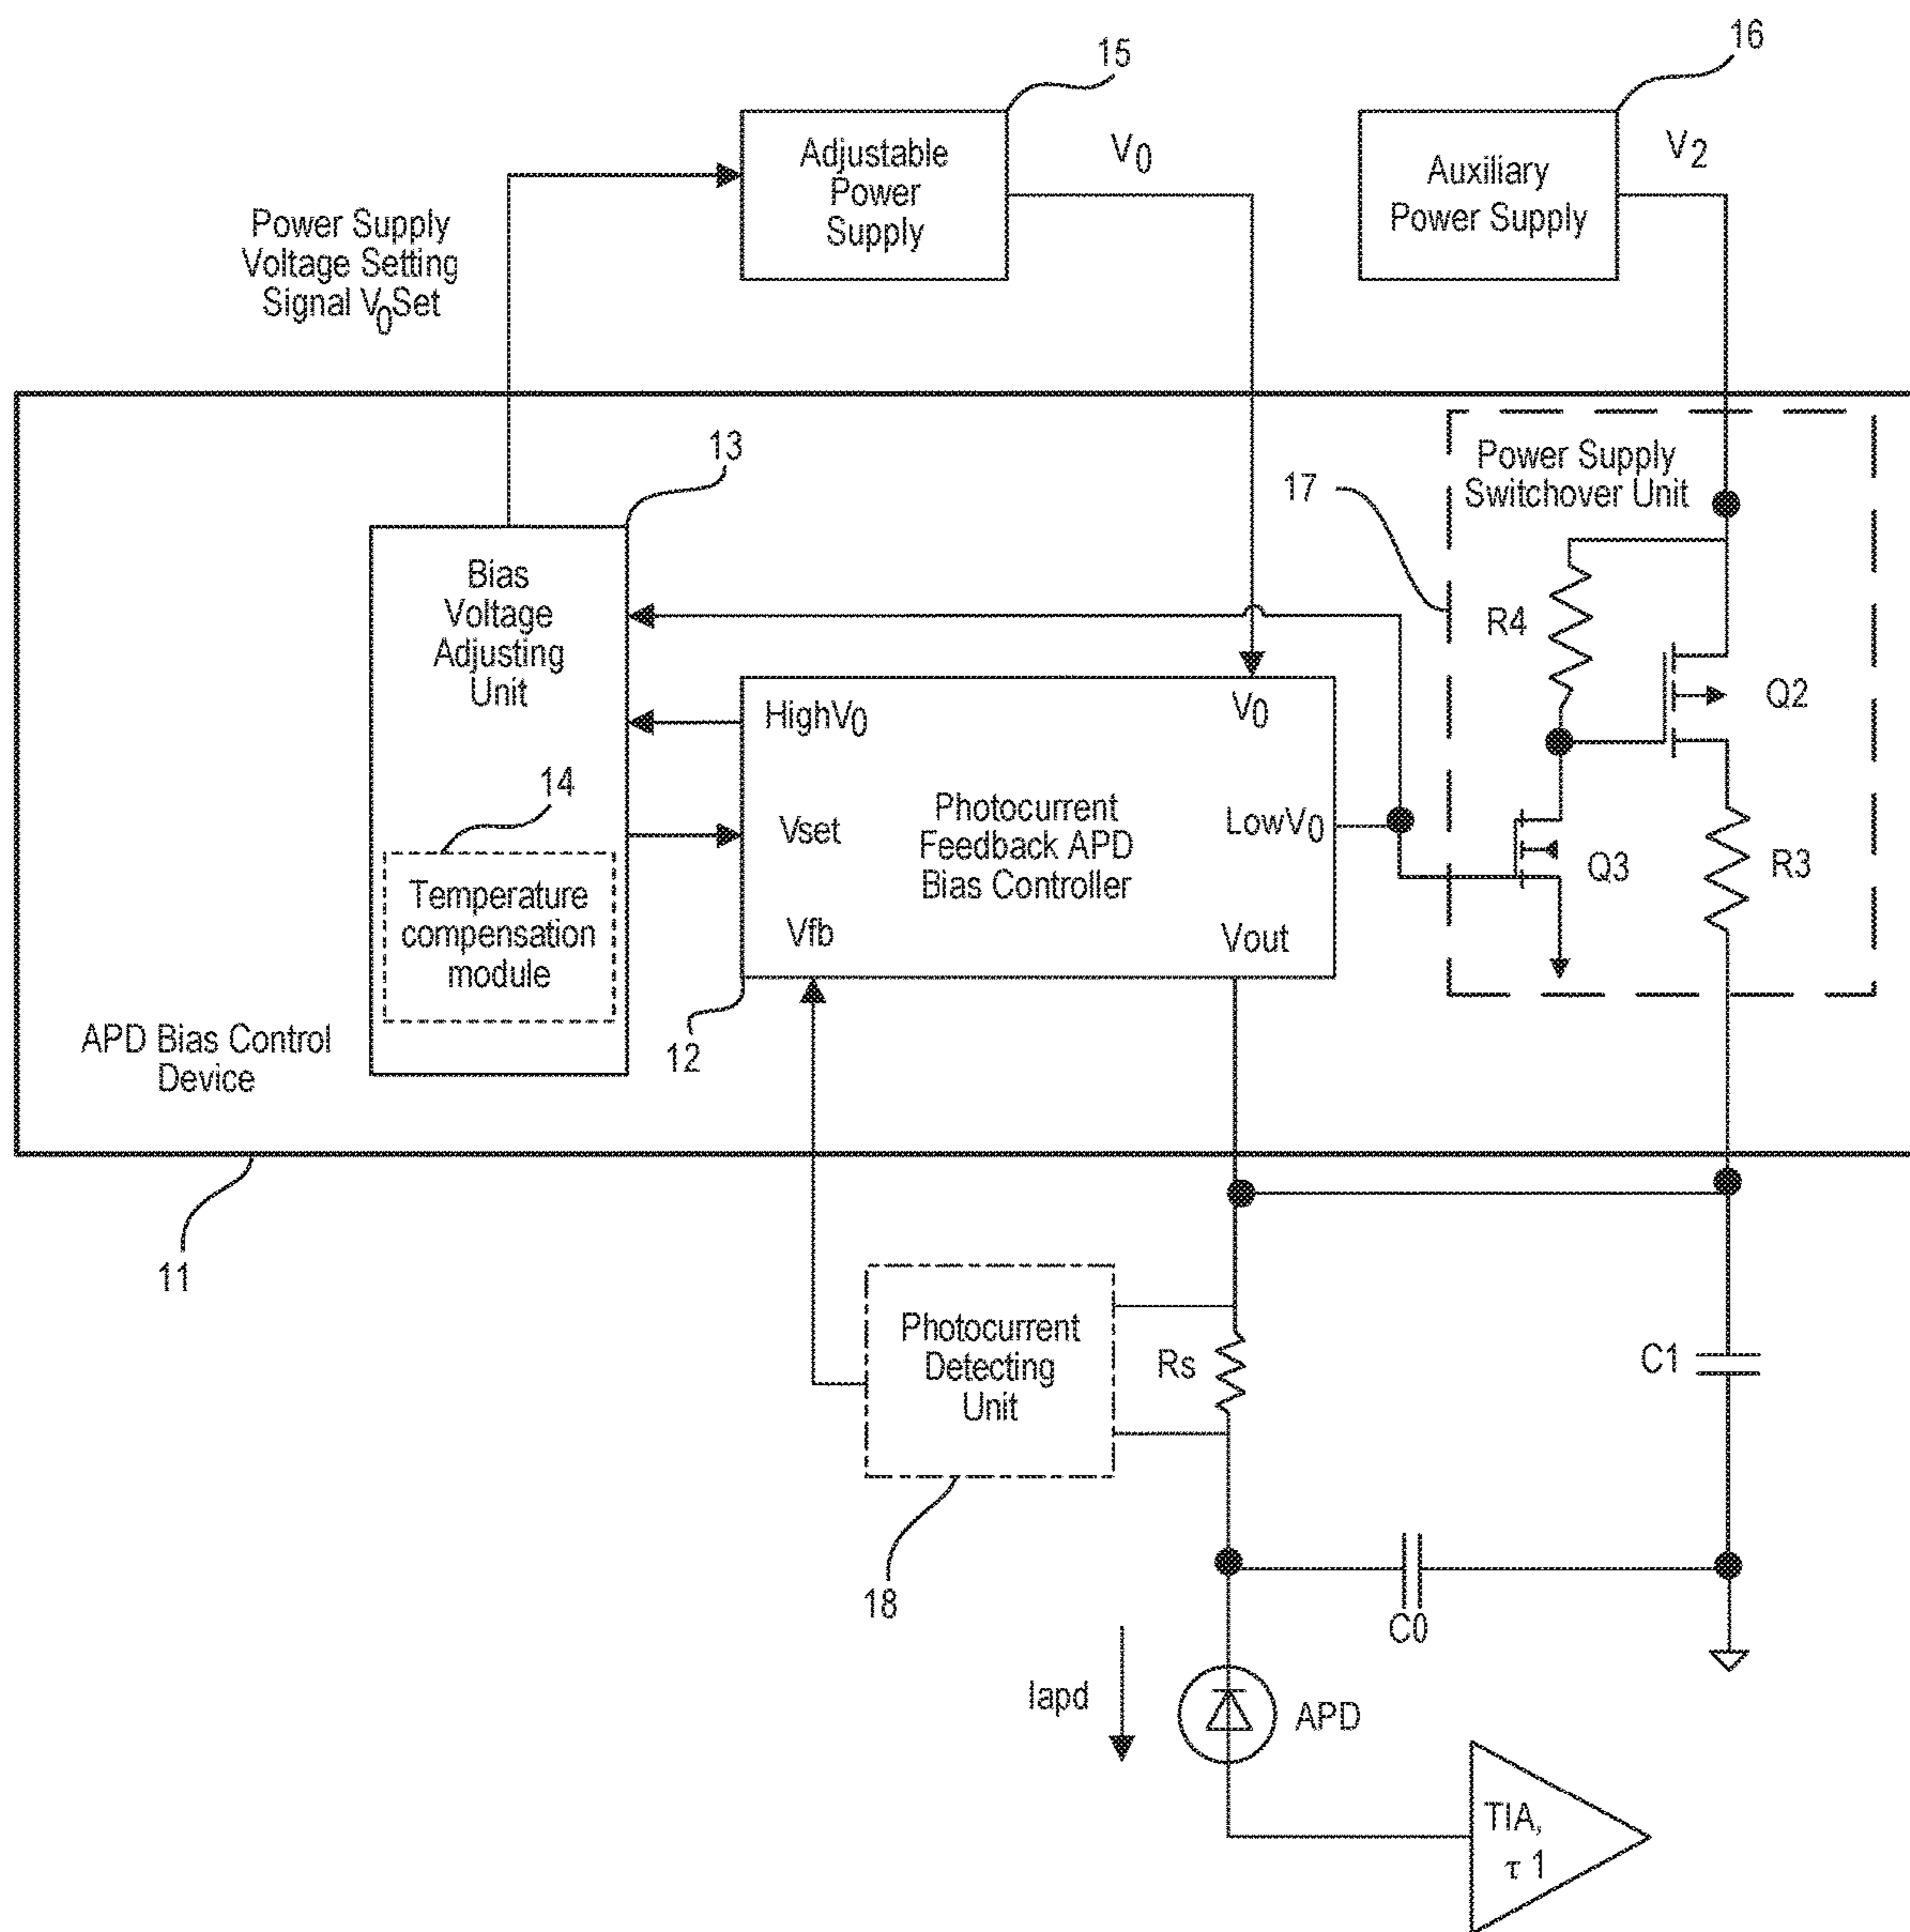 15
16
Adjustable
Power
Supply
V0
Auxiliary
Power Supply
V2
Power Supply
Voltage Setting
Signal V0Set
13
Power Supply
Switchover Unit
17
Bias
Voltage
Adjusting
Unit
R4
Q2
HighV0
V0
14
Photocurrent
Feedback APD
Bias Controller
Vset
LowV0
Q3
R3
Temperature
compensation
module
Vfb
Vout
12
APD Bias Control
Device
11
Photocurrent
Detecting
Unit
Rs
C1
18
C0
Iapd
APD
TIA,
τ 1